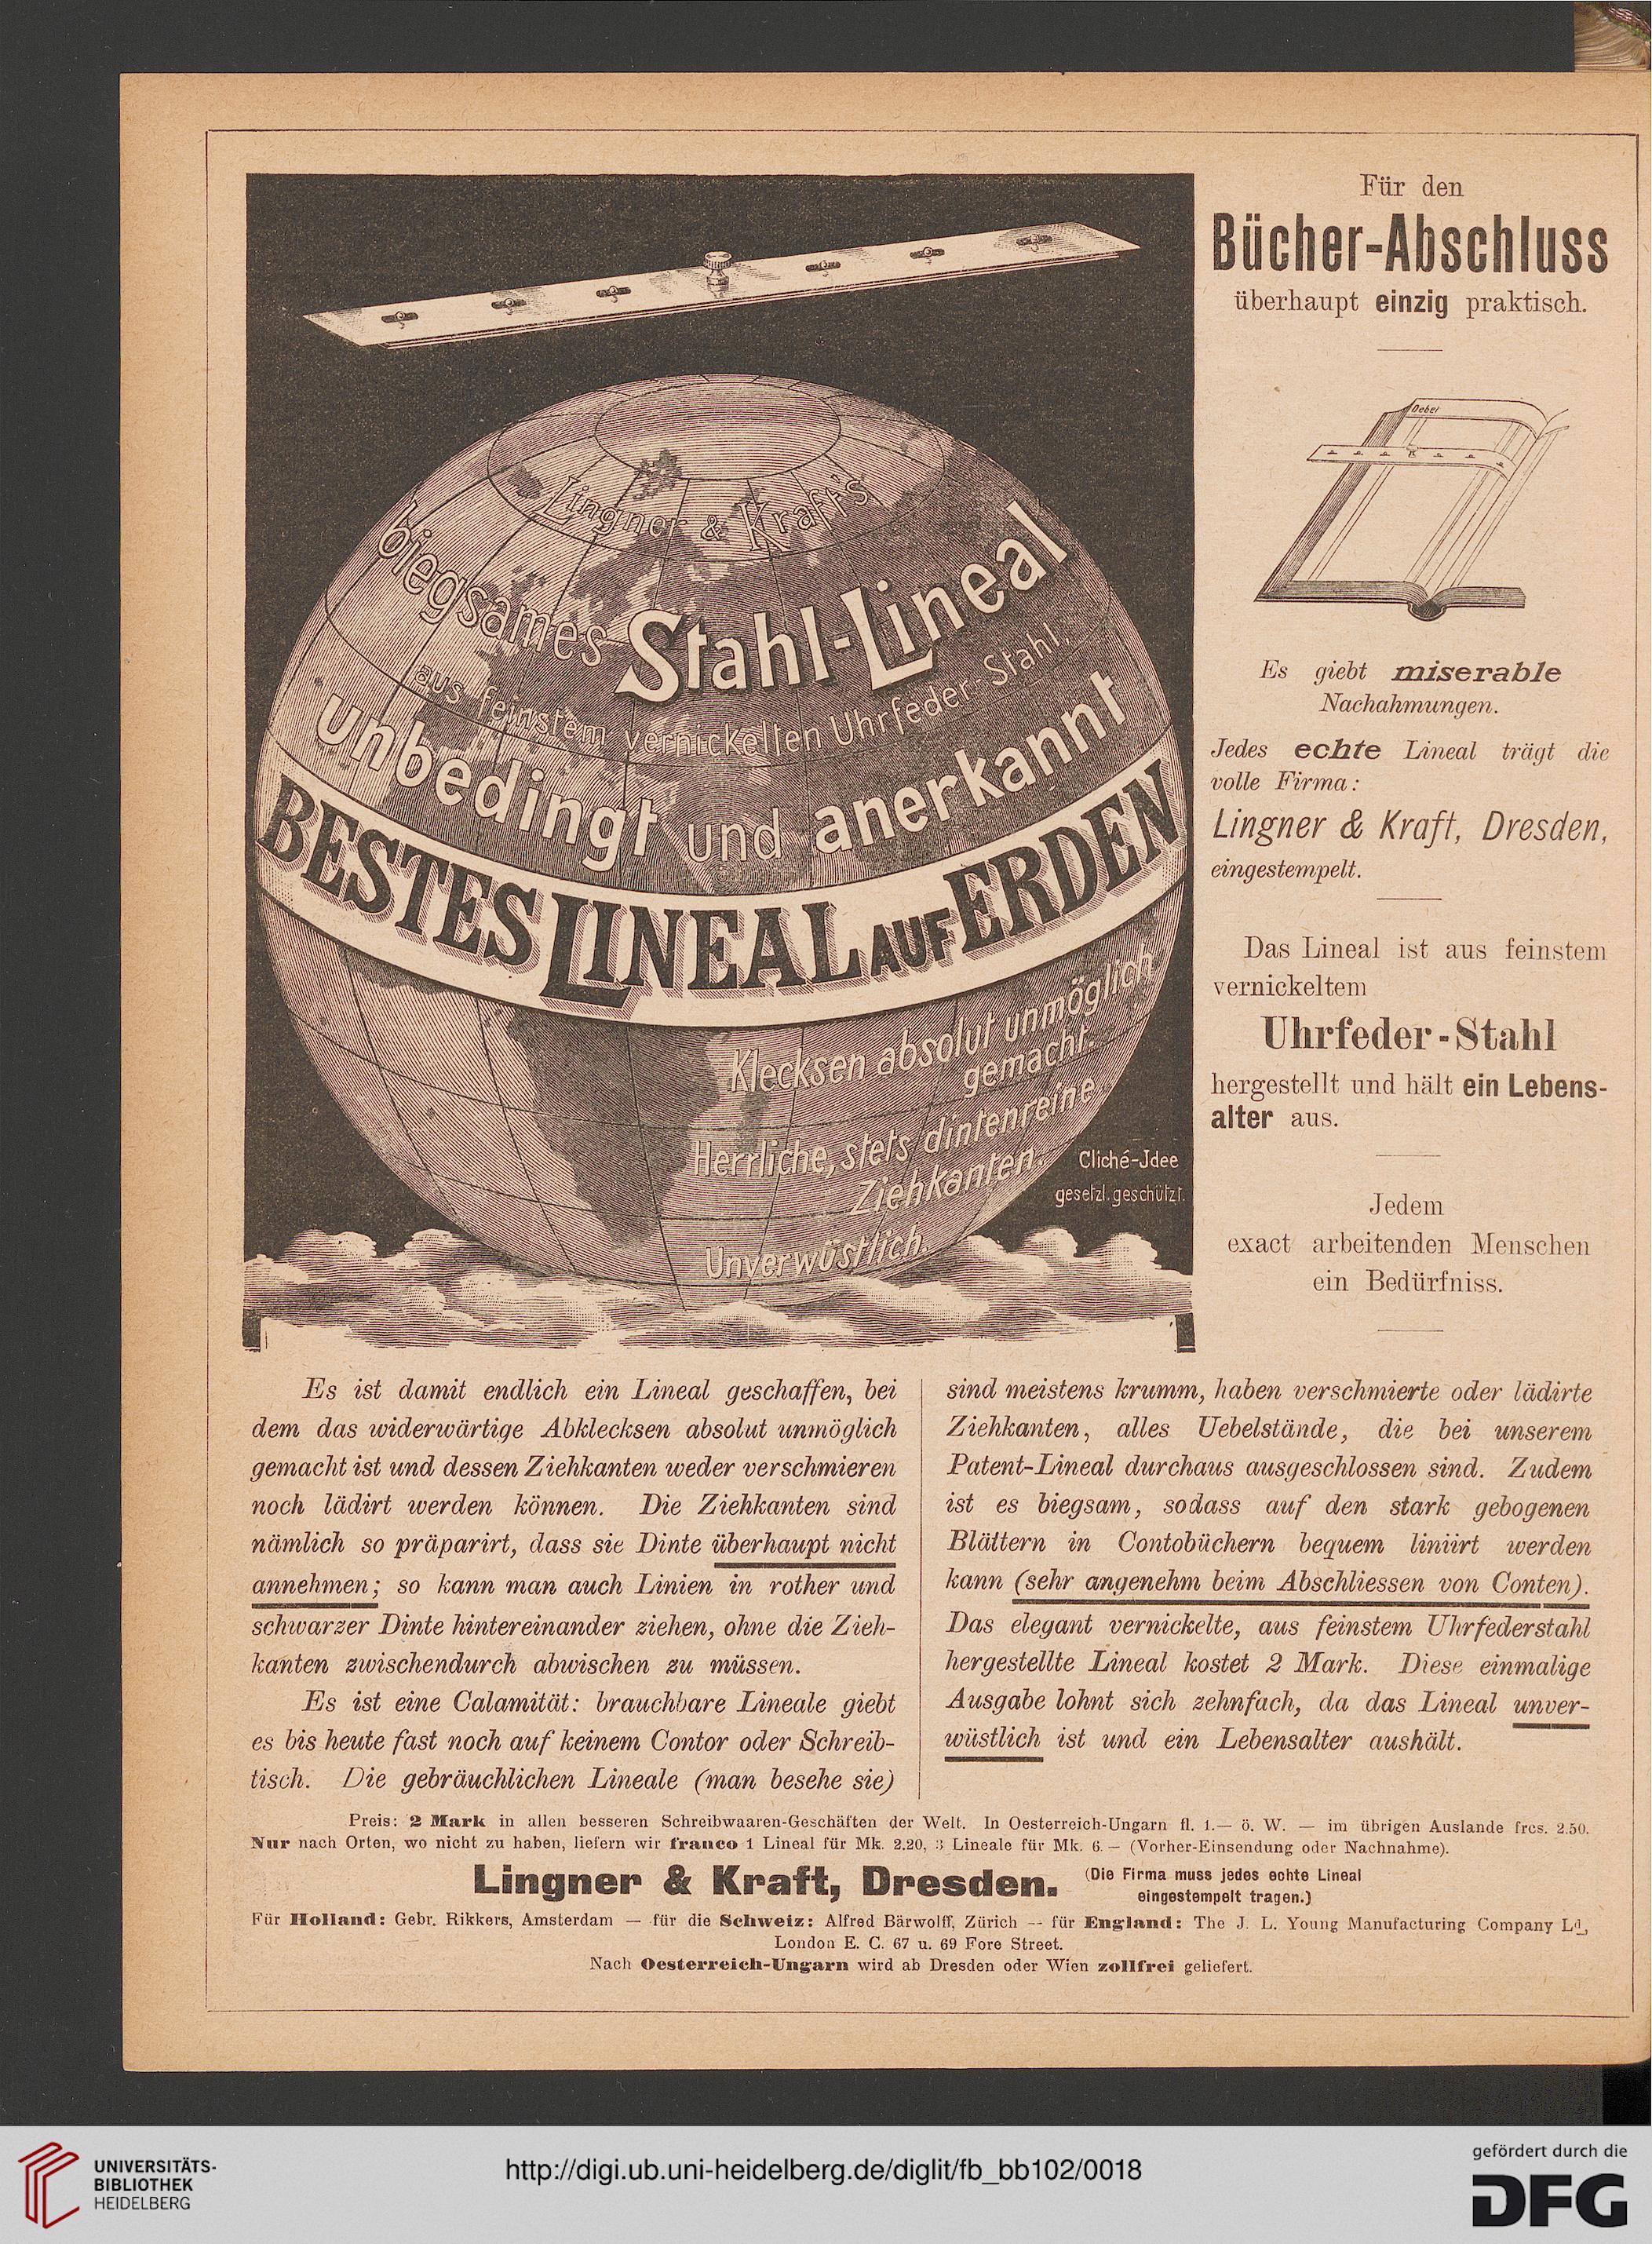 Lingner & Kraft's
biegsames Stahl-Lineal
aus feinstem vernickelten Uhrfeder-Stahl,
unbedingt und anerkannt
BESTES LINEAL AUF ERDEN
Klecksen absolut unmöglich
gemacht.
Herrliche, stets dintenreine
Ziehkanten.
Unverwüstlich.
Cliché-Jdee
gesetzl. geschützt.
Für den
Bücher-Abschluss
überhaupt einzig praktisch.
Debet
Es giebt miserable
Nachahmungen.
Jedes echte Lineal trägt die
volle Firma:
Lingner & Kraft, Dresden,
eingestempelt.
Das Lineal ist aus feinstem
vernickeltem
Uhrfeder-Stahl
hergestellt und hält ein Lebens-
alter aus.
Jedem
exact arbeitenden Menschen
ein Bedürfniss.
Es ist damit endlich ein Lineal geschaffen, bei
dem das widerwärtige Abklecksen absolut unmöglich
gemacht ist und dessen Ziehkanten weder verschmieren
noch lädirt werden können. Die Ziehkanten sind
nämlich so präparirt, dass sie Dinte überhaupt nicht
annehmen; so kann man auch Linien in rother und
schwarzer Dinte hintereinander ziehen, ohne die Zieh-
kanten zwischendurch abwischen zu müssen.
Es ist eine Calamität: brauchbare Lineale giebt
es bis heute fast noch auf keinem Contor oder Schreib-
tisch. Die gebräuchlichen Lineale (man besehe sie)
sind meistens krumm, haben verschmierte oder lädirte
Ziehkanten, alles Uebelstände, die bei unserem
Patent-Lineal durchaus ausgeschlossen sind. Zudem
ist es biegsam, sodass auf den stark gebogenen
Blättern in Contobüchern bequem liniirt werden
kann (sehr angenehm beim Abschliessen von Conten).
Das elegant vernickelte, aus feinstem Uhrfederstahl
hergestellte Lineal kostet 2 Mark. Diese einmalige
Ausgabe lohnt sich zehnfach, da das Lineal unver-
wüstlich ist und ein Lebensalter aushält.
Preis: 2 Mark in allen besseren Schreibwaaren-Geschäften der Welt. In Oesterreich-Ungarn fl. 1.— ö. W. — im übrigen Auslande frcs. 2.50.
Nur nach Orten, wo nicht zu haben, liefern wir franco 1 Lineal für Mk. 2.20, 3 Lineale für Mk. 6.— (Vorher-Einsendung oder Nachnahme).
Lingner & Kraft, Dresden. (Die Firma muss jedes echte Lineal
eingestempelt tragen.)
Für Holland: Gebr. Rikkers, Amsterdam — für die Schweiz: Alfred Bärwolff, Zürich -- für England: The J. L. Young Manufacturing Company Ld.,
London E. C. 67 u. 69 Fore Street.
Nach Oesterreich-Ungarn wird ab Dresden oder Wien zollfrei geliefert.
UNIVERSITÄTS-
BIBLIOTHEK
HEIDELBERG
http://digi.ub.uni-heidelberg.de/diglit/fb_bb102/0018
gefördert durch die
DFG